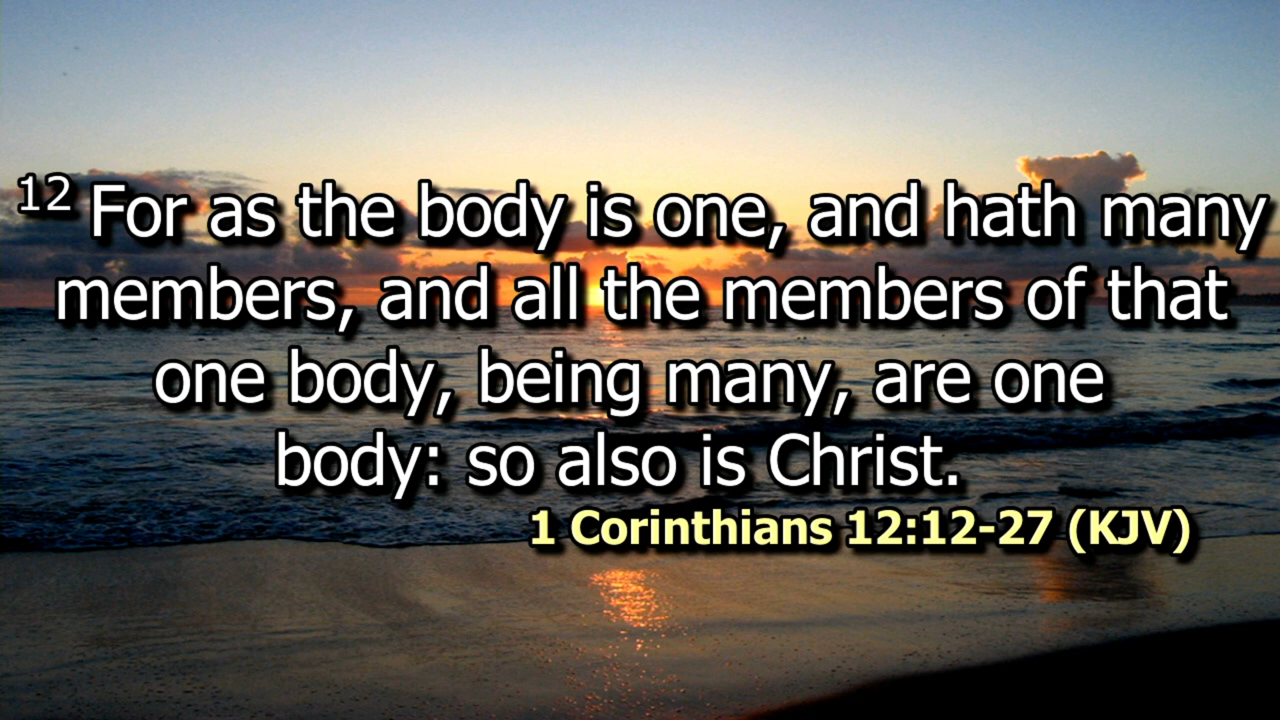 12 For as the body is one, and hath many
members, and all the members of that
one body, being many, are one
body: so also is Christ.
1 Corinthians 12:12-27 (KJV)